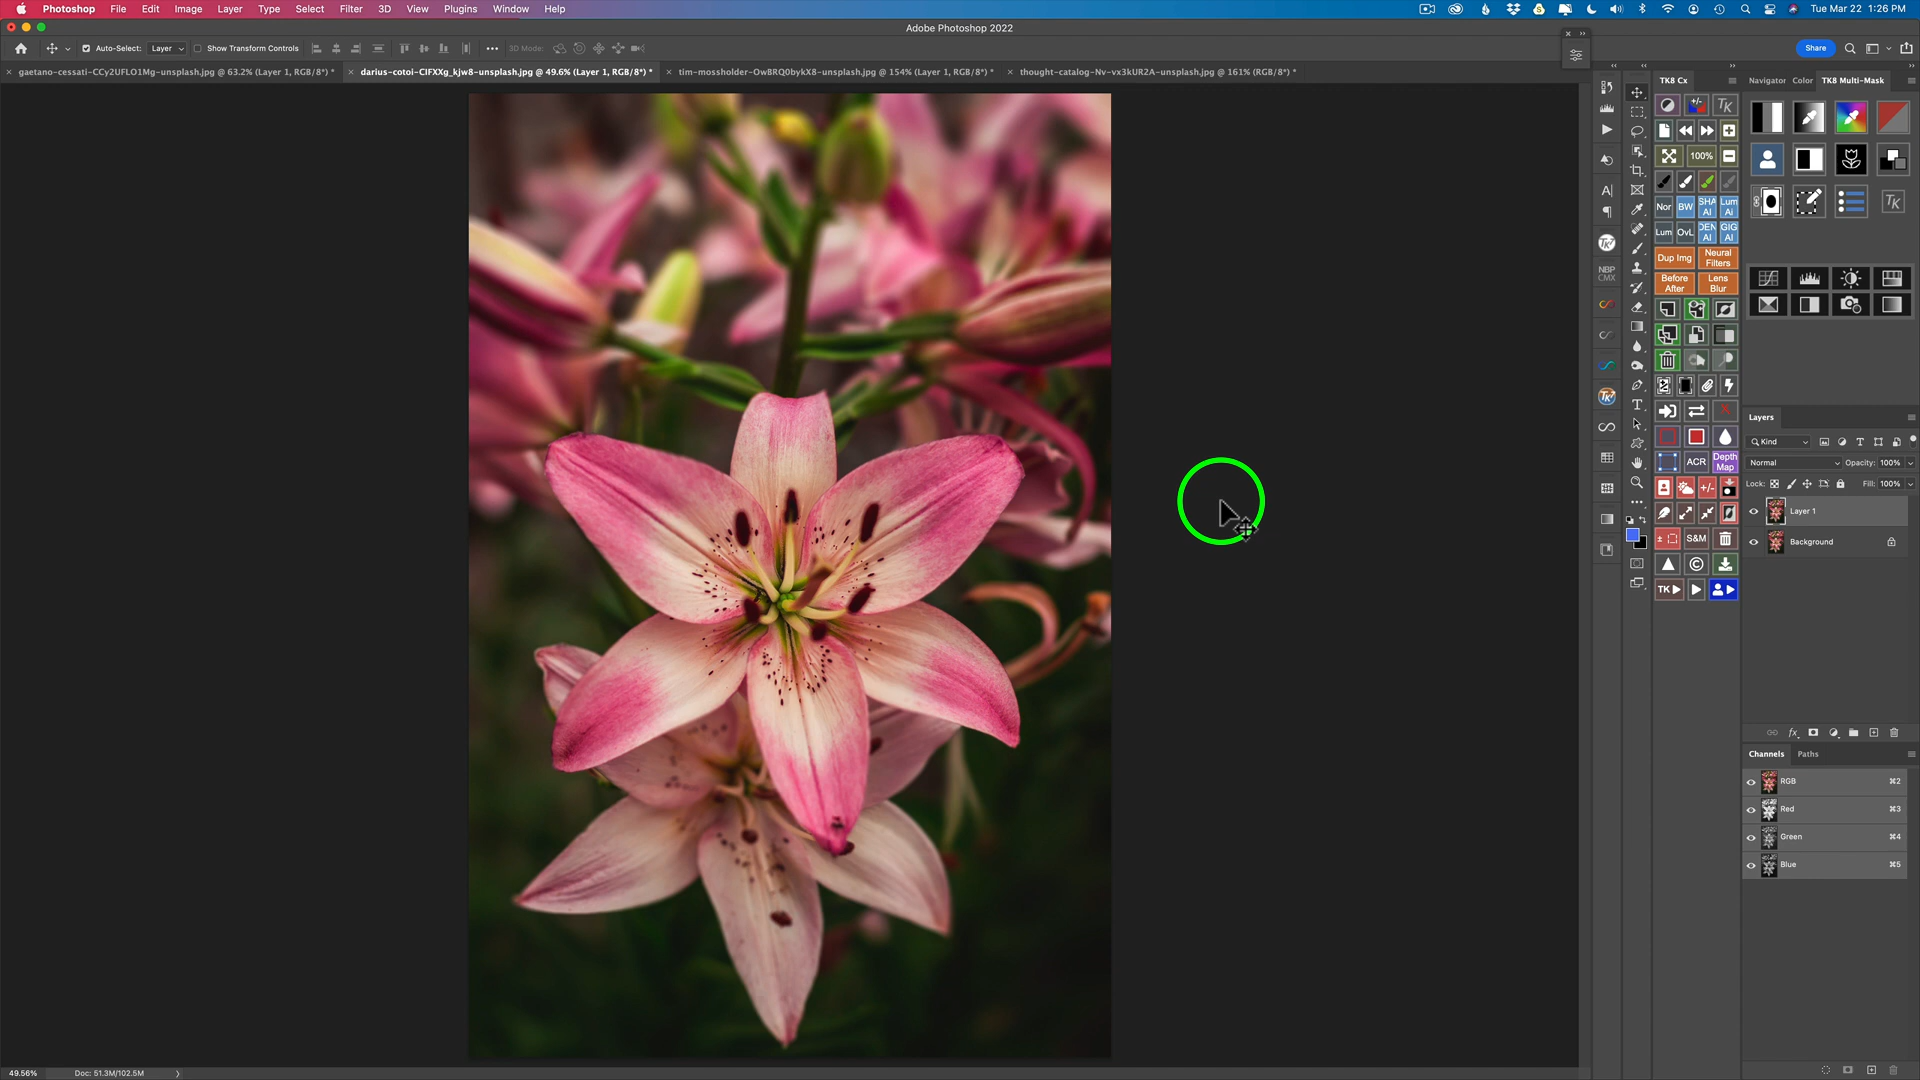 Photoshop File Edit Image Layer Type Select Filter 3D View Plugins Window Help Tue Mar 22 1:26 PM
Adobe Photoshop 2022
Auto-Select: Layer Show Transform Controls 3D Mode: Share
gaetano-cessati-CCy2UFLO1Mg-unsplash.jpg @ 63.2% (Layer 1, RGB/8*) * darius-cotoi-CIFXXg_kjw8-unsplash.jpg @ 49.6% (Layer 1, RGB/8*) * tim-mossholder-OwBRQ0bykX8-unsplash.jpg @ 154% (Layer 1, RGB/8*) * thought-catalog-Nv-vx3kUR2A-unsplash.jpg @ 161% (RGB/8*) *
TK8 Cx Navigator Color TK8 Multi-Mask
TK
100%
Nor BW SHA AI Lum Ai
TK
Lum OvL DEN AI GIG AI
Dup Img Neural Filters
NBP CMX
Before After Lens Blur
Layers
Kind
ACR Depth Map
Normal Opacity: 100%
Lock: Fill: 100%
Layer 1
S&M
Background
TK
Channels Paths
RGB ⌘2
Red ⌘3
Green ⌘4
Blue ⌘5
49.56% Doc: 51.3M/102.5M